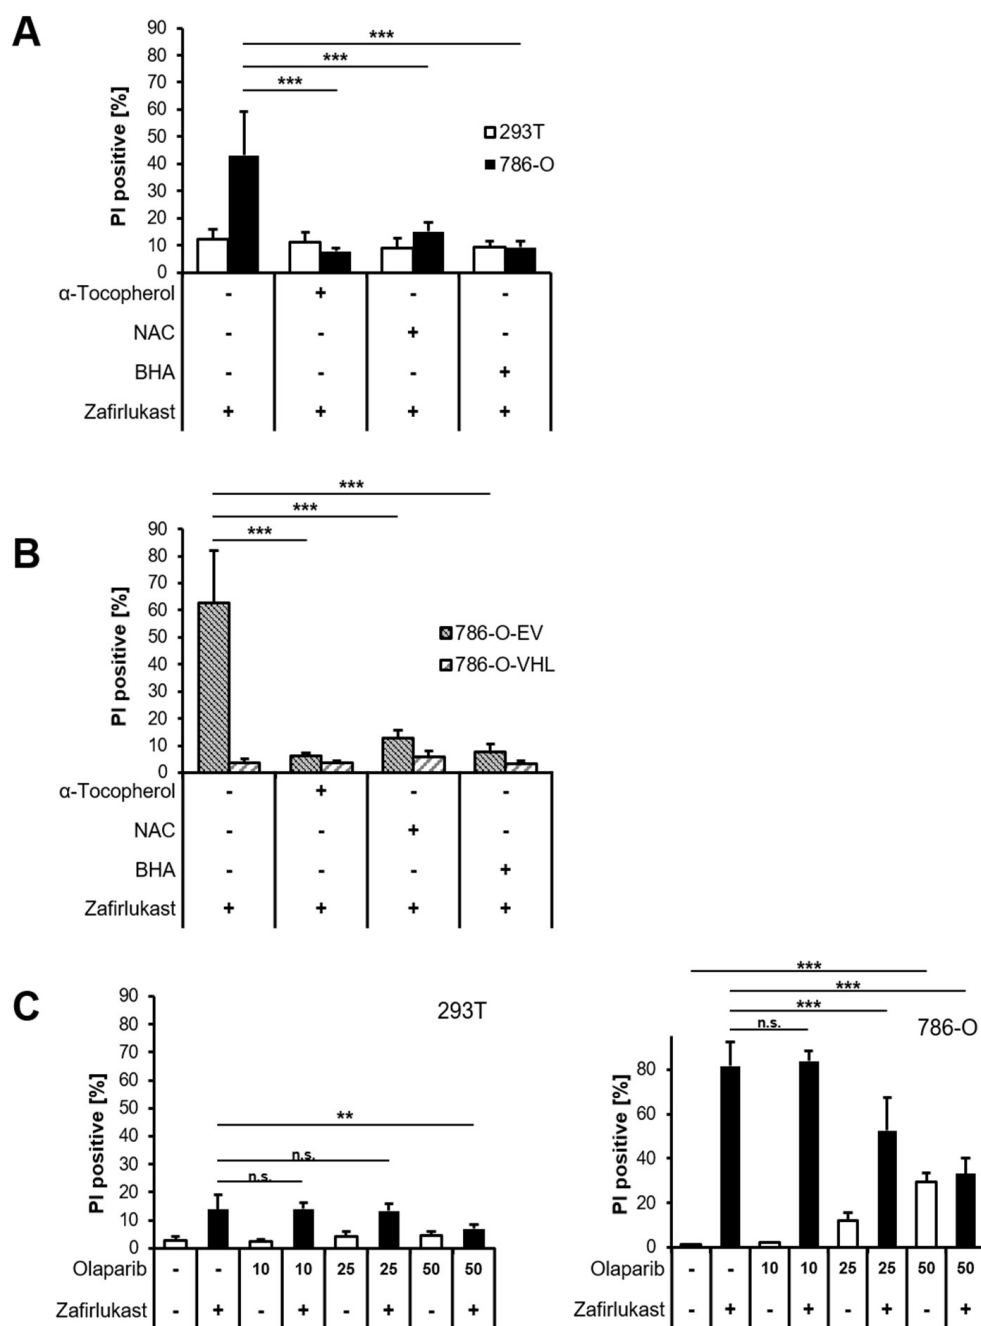 A
PI positive [%]
90
80
70
60
50
40
30
20
10
0
***
***
***
293T
786-O
α-Tocopherol - + - -
NAC - - + -
BHA - - - +
Zafirlukast + + + +
B
PI positive [%]
***
***
***
90
80
70
60
50
40
30
20
10
0
786-O-EV
786-O-VHL
α-Tocopherol - + - -
NAC - - + -
BHA - - - +
Zafirlukast + + + +
C
PI positive [%]
90
80
70
60
50
40
30
20
10
0
293T
**
n.s.
n.s.
Olaparib - - 10 10 25 25 50 50
Zafirlukast - + - + - + - +
PI positive [%]
***
***
***
n.s.
786-O
80
60
40
20
0
Olaparib - - 10 10 25 25 50 50
Zafirlukast - + - + - + - +